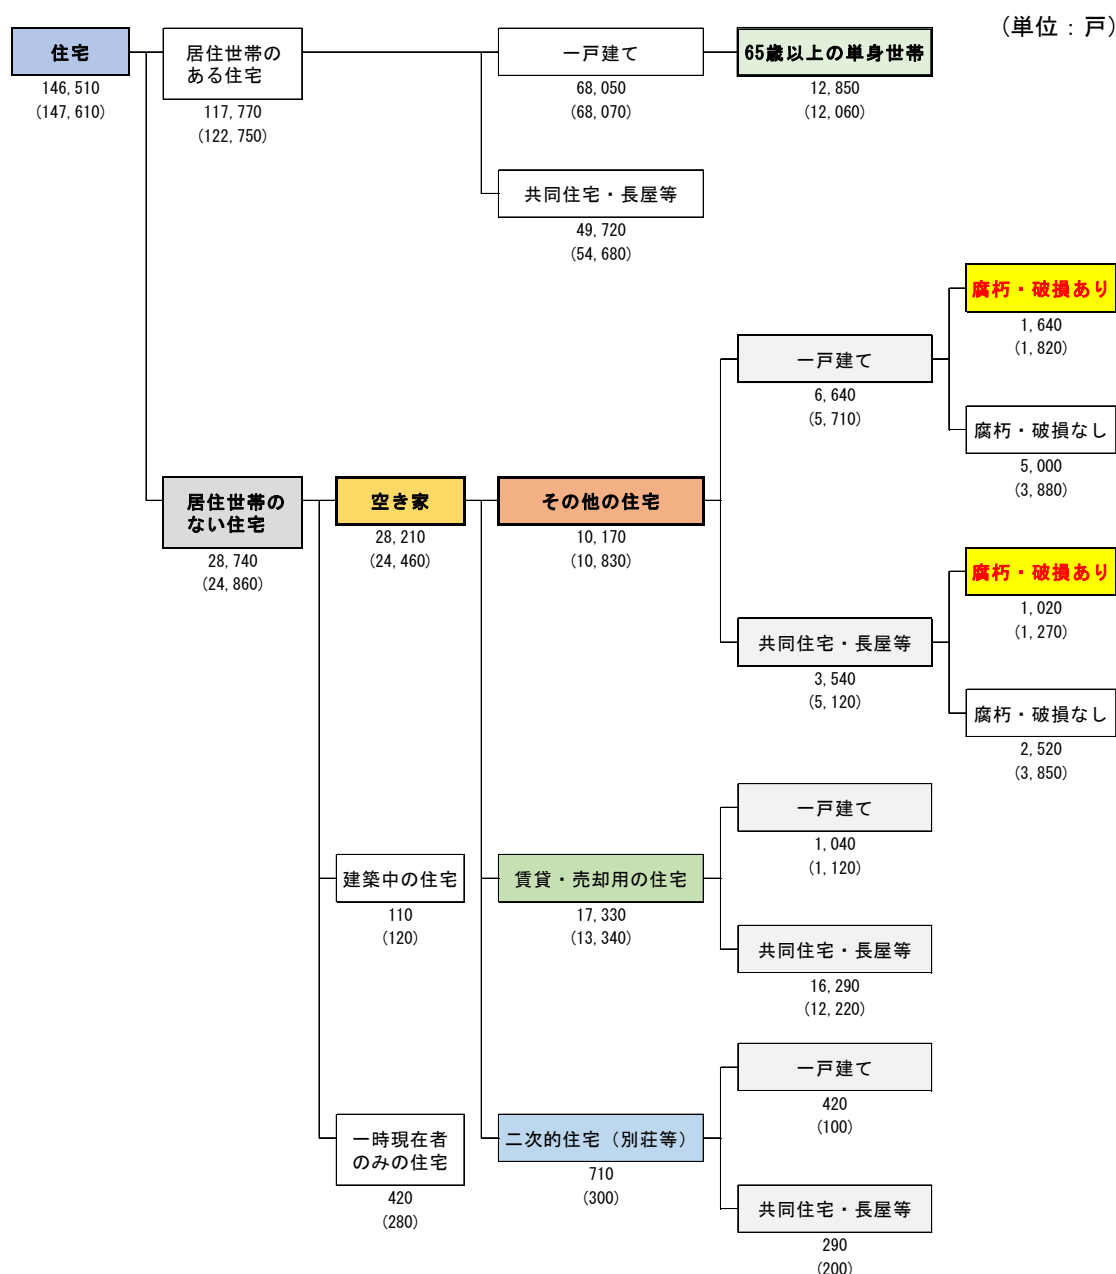 (単位：戸)
住宅
146,510
(147,610)
居住世帯の
ある住宅
117,770
(122,750)
一戸建て
68,050
(68,070)
65歳以上の単身世帯
12,850
(12,060)
共同住宅・長屋等
49,720
(54,680)
腐朽・破損あり
1,640
(1,820)
一戸建て
6,640
(5,710)
腐朽・破損なし
5,000
(3,880)
居住世帯の
ない住宅
28,740
(24,860)
空き家
28,210
(24,460)
その他の住宅
10,170
(10,830)
腐朽・破損あり
1,020
(1,270)
共同住宅・長屋等
3,540
(5,120)
腐朽・破損なし
2,520
(3,850)
一戸建て
1,040
(1,120)
建築中の住宅
110
(120)
賃貸・売却用の住宅
17,330
(13,340)
共同住宅・長屋等
16,290
(12,220)
一戸建て
420
(100)
一時現在者
のみの住宅
420
(280)
二次的住宅（別荘等）
710
(300)
共同住宅・長屋等
290
(200)